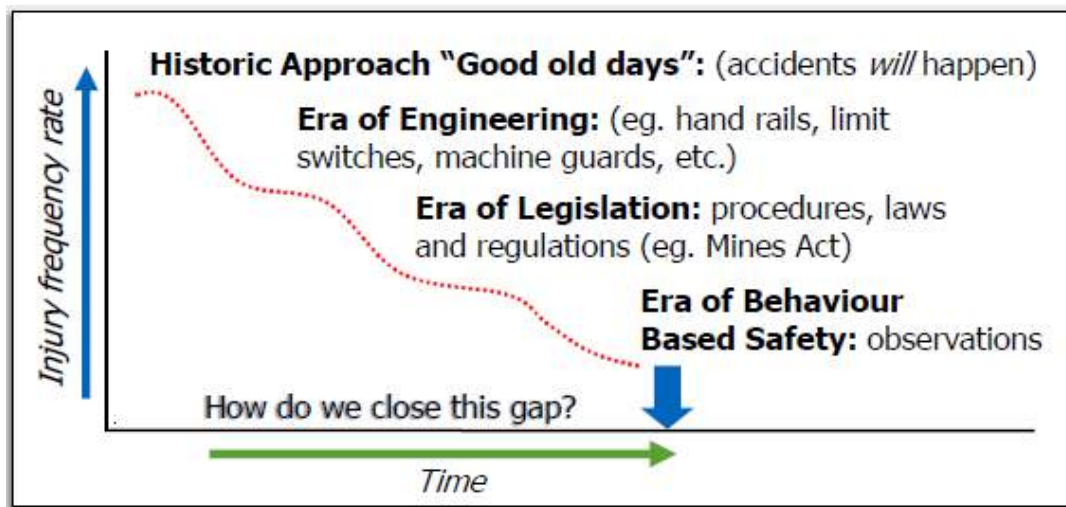 Historic Approach “Good old days”: (accidents will happen)
Era of Engineering: (eg. hand rails, limit
switches, machine guards, etc.)
Era of Legislation: procedures, laws
and regulations (eg. Mines Act)
Era of Behaviour
Based Safety: observations
Injury frequency rate
How do we close this gap?
Time